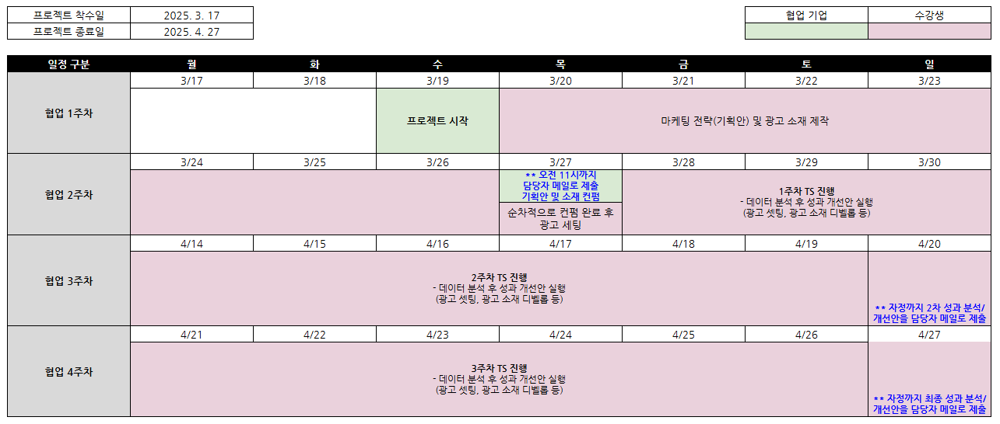 프로젝트 착수일 2025. 3. 17 협업 기업 수강생
프로젝트 종료일 2025. 4. 27
일정 구분 월 화 수 목 금 토 일
협업 1주차
3/17 3/18 3/19 3/20 3/21 3/22 3/23
프로젝트 시작
마케팅 전략(기획안) 및 광고 소재 제작
협업 2주차
3/24 3/25 3/26 3/27 3/28 3/29 3/30
** 오전 11시까지
담당자 메일로 제출
기획안 및 소재 컨펌
순차적으로 컨펌 완료 후
광고 세팅
1주차 TS 진행
- 데이터 분석 후 성과 개선안 실행
(광고 셋팅, 광고 소재 디벨롭 등)
협업 3주차
4/14 4/15 4/16 4/17 4/18 4/19 4/20
2주차 TS 진행
- 데이터 분석 후 성과 개선안 실행
(광고 셋팅, 광고 소재 디벨롭 등)
** 자정까지 2차 성과 분석/
개선안을 담당자 메일로 제출
협업 4주차
4/21 4/22 4/23 4/24 4/25 4/26 4/27
3주차 TS 진행
- 데이터 분석 후 성과 개선안 실행
(광고 셋팅, 광고 소재 디벨롭 등)
** 자정까지 최종 성과 분석/
개선안을 담당자 메일로 제출